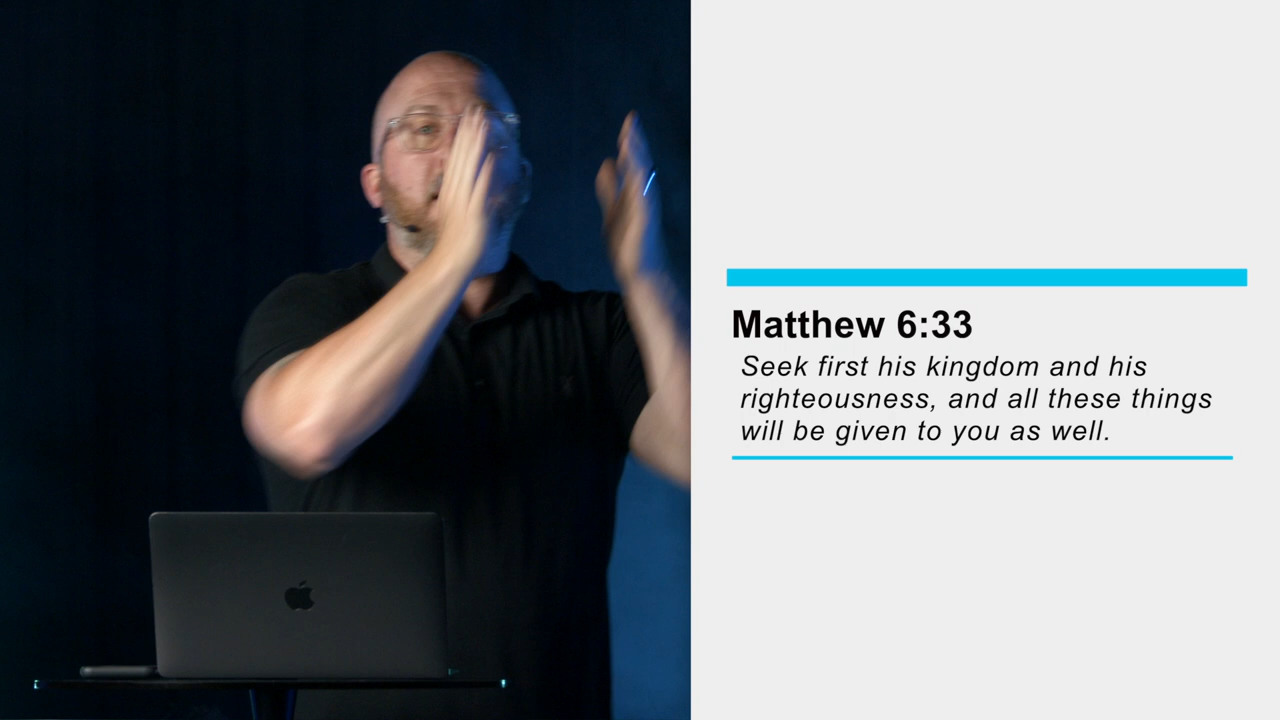 Matthew 6:33
Seek first his kingdom and his
righteousness, and all these things
will be given to you as well.